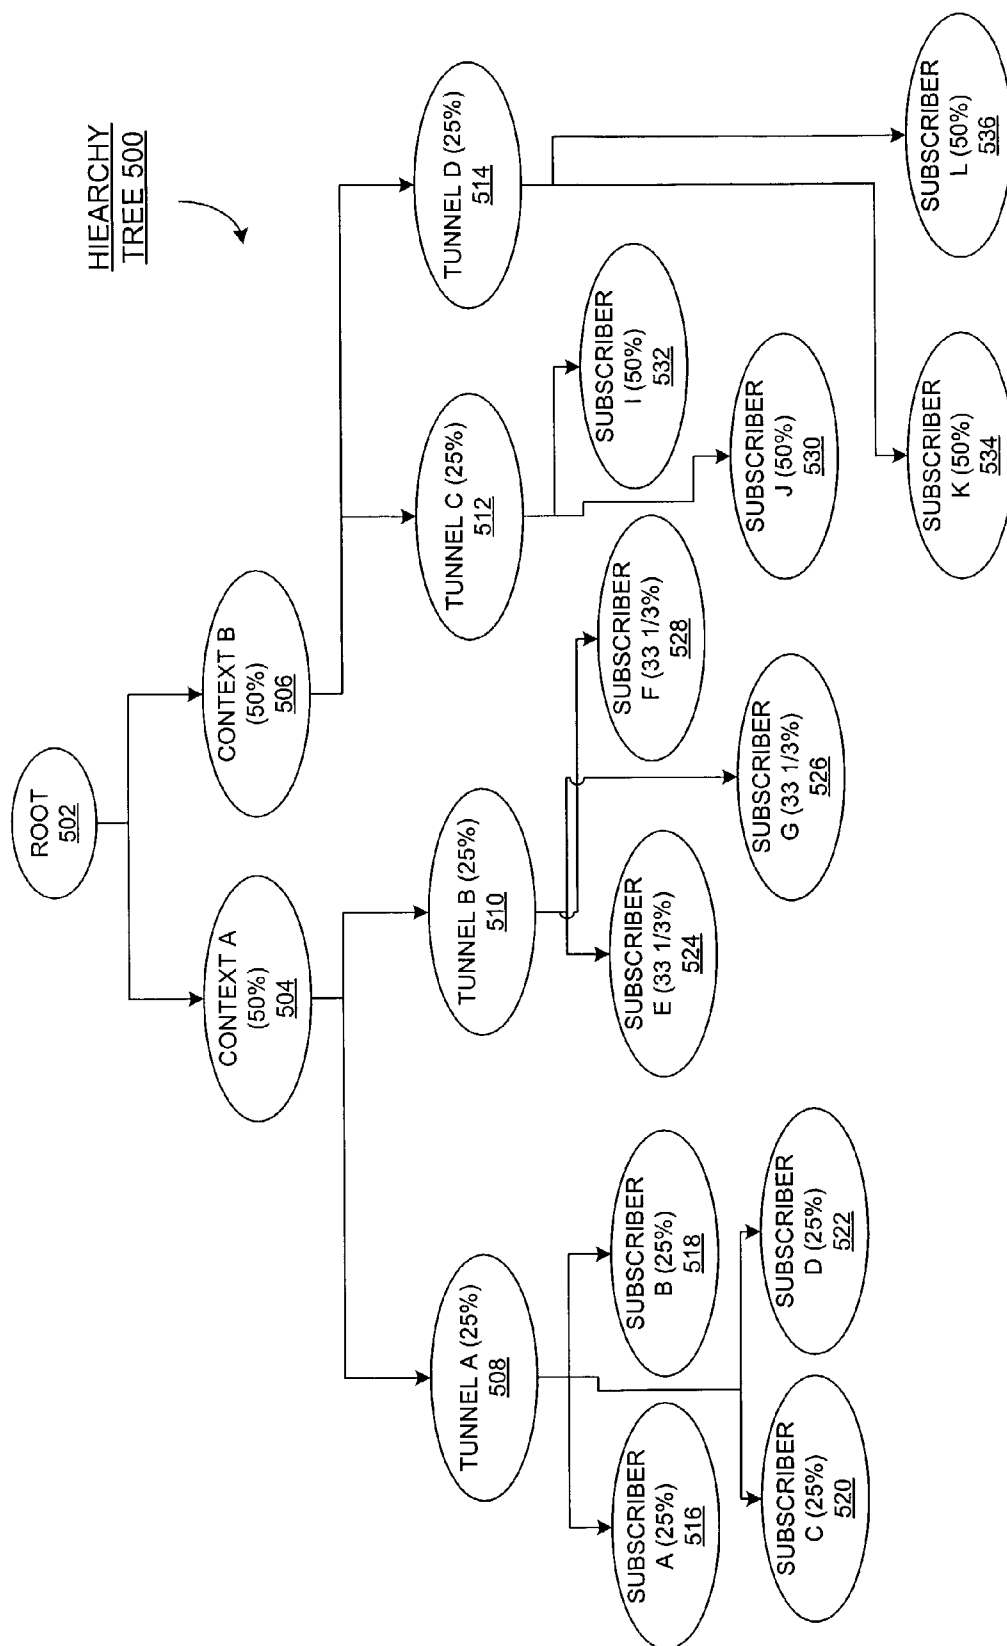 HIEARCHY
TREE 500
ROOT
502
CONTEXT A
(50%)
504
CONTEXT B
(50%)
506
TUNNEL A (25%)
508
TUNNEL B (25%)
510
TUNNEL C (25%)
512
TUNNEL D (25%)
514
SUBSCRIBER
A (25%)
516
SUBSCRIBER
B (25%)
518
SUBSCRIBER
C (25%)
520
SUBSCRIBER
D (25%)
522
SUBSCRIBER
E (33 1/3%)
524
SUBSCRIBER
G (33 1/3%)
526
SUBSCRIBER
F (33 1/3%)
528
SUBSCRIBER
J (50%)
530
SUBSCRIBER
I (50%)
532
SUBSCRIBER
K (50%)
534
SUBSCRIBER
L (50%)
536